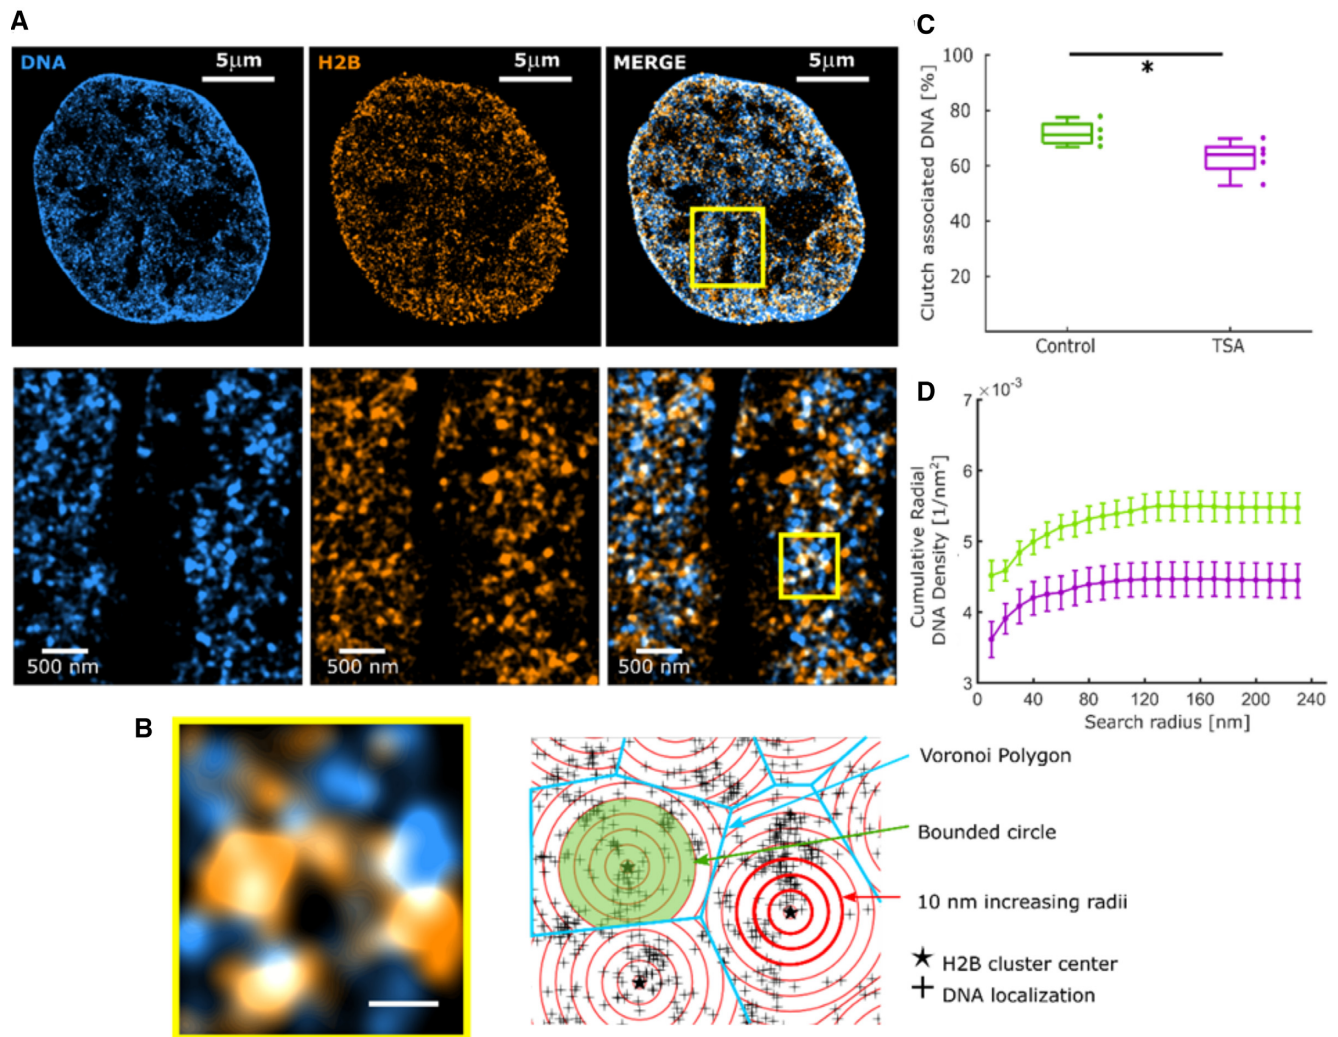 A
DNA
5μm
H2B
5μm
MERGE
5μm
500 nm
500 nm
500 nm
B
Voronoi Polygon
Bounded circle
10 nm increasing radii
H2B cluster center
DNA localization
C
Clutch associated DNA [%]
100
80
60
40
20
*
Control
TSA
D
×10⁻³
Cumulative Radial
DNA Density [1/nm²]
7
6
5
4
3
0
40
80
120
160
200
230
Search radius [nm]